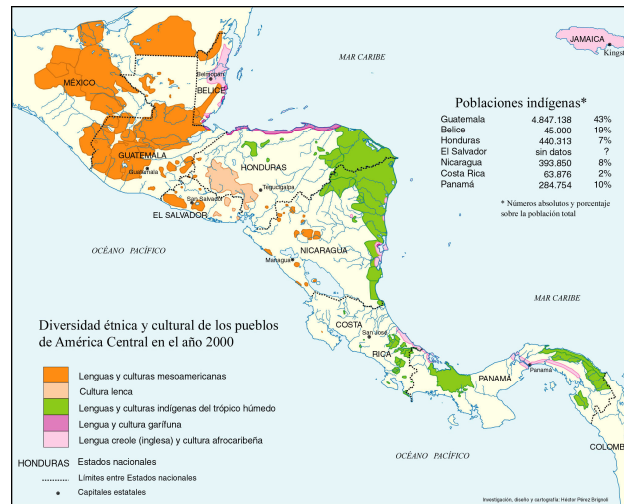 JAMAICA
Kingst
MAR CARIBE
MÉXICO
Belmopan
BELICE
Poblaciones indígenas*
Guatemala 4.847.138 43%
Belice 45.000 19%
Honduras 440.313 7%
El Salvador sin datos ?
Nicaragua 393.850 8%
Costa Rica 63.876 2%
Panamá 284.754 10%
* Números absolutos y porcentaje
sobre la población total
GUATEMALA
Guatemala
HONDURAS
Tegucigalpa
San Salvador
EL SALVADOR
OCÉANO PACÍFICO
NICARAGUA
Managua
MAR CARIBE
COSTA
San José
RICA
PANAMÁ
Panamá
COLOMB
OCÉANO PACÍFICO
Diversidad étnica y cultural de los pueblos
de América Central en el año 2000
Lenguas y culturas mesoamericanas
Cultura lenca
Lenguas y culturas indígenas del trópico húmedo
Lengua y cultura garífuna
Lengua creole (inglesa) y cultura afrocaribeña
HONDURAS Estados nacionales
Límites entre Estados nacionales
Capitales estatales
Investigación, diseño y cartografía: Héctor Pérez Brignoli